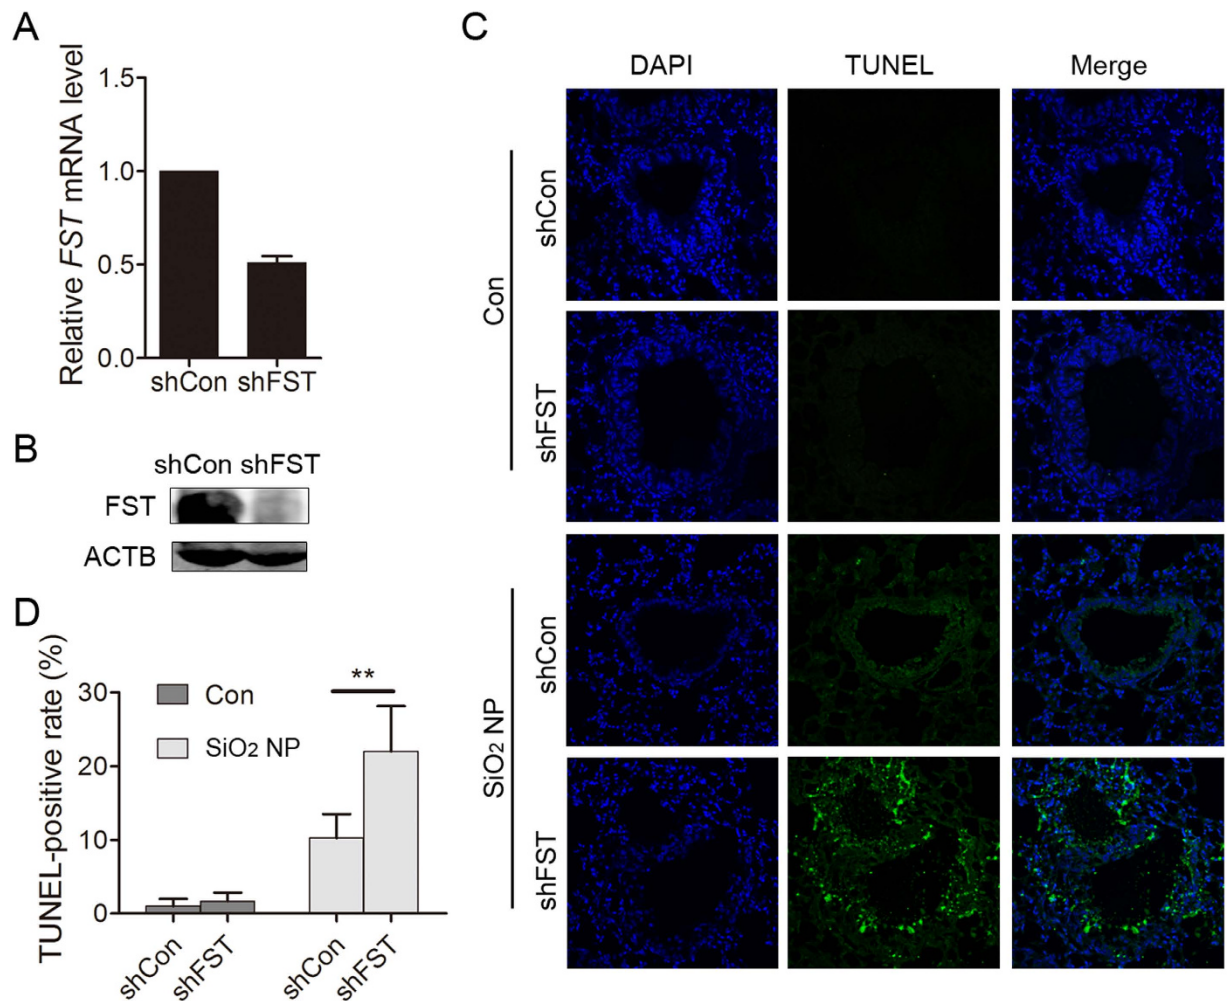 A
Relative FST mRNA level
1.5
1.0
0.5
0.0
shCon shFST
B
shCon shFST
FST
ACTB
C
DAPI TUNEL Merge
Con
shCon
shFST
SiO2 NP
shCon
shFST
D
TUNEL-positive rate (%)
30
20
10
0
Con
SiO2 NP
**
shCon
shFST
shCon
shFST